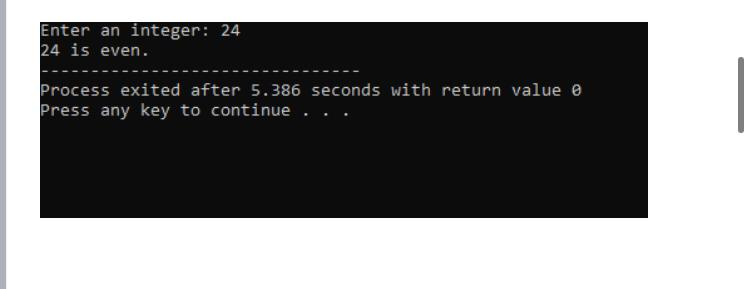 Enter an integer: 24
24 is even.
--------------------------------
Process exited after 5.386 seconds with return value 0
Press any key to continue . . .